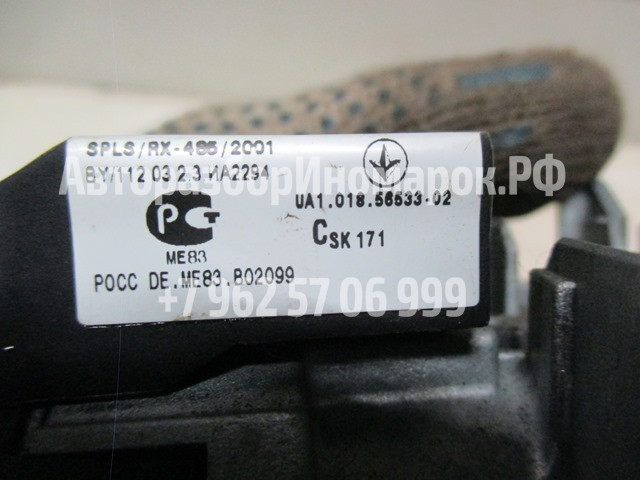 SPLS/RX-485/2001
BY/112 03 2.3 ИА2294
АвтоРазборИномарок.РФ
UA1.018.56533-02
РСТ
CSK 171
ME83
РОСС DE.ME83.B02099
+7 962 57 06 999